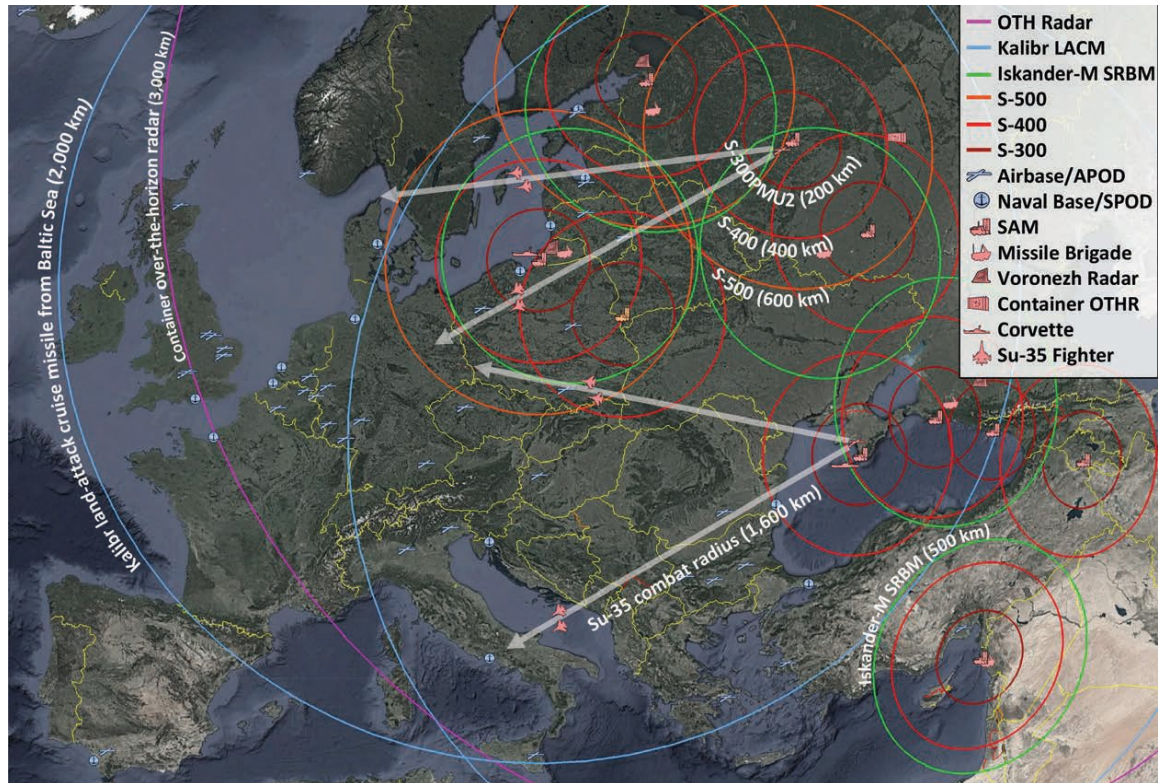 OTH Radar
Kalibr LACM
Iskander-M SRBM
S-500
S-400
S-300
Airbase/APOD
Naval Base/SPOD
SAM
Missile Brigade
Voronezh Radar
Container OTHR
Corvette
Su-35 Fighter
Kalibr land-attack cruise missile from Baltic Sea (2,000 km)
Container over-the-horizon radar (3,000 km)
S-300PMU2 (200 km)
S-400 (400 km)
S-500 (600 km)
Su-35 combat radius (1,600 km)
Iskander-M SRBM (500 km)